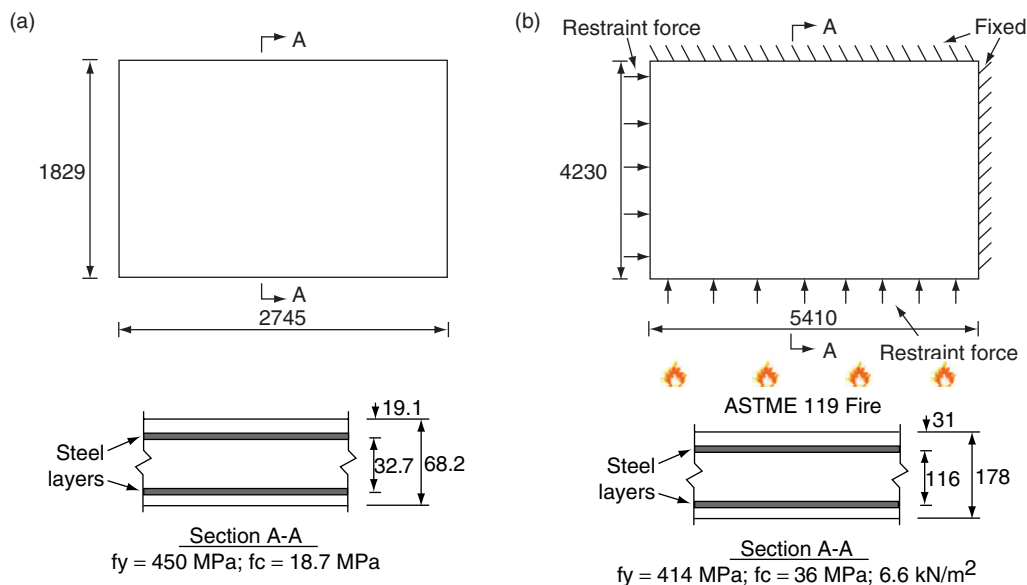 (a)
A
1829
A
2745
19.1
Steel
layers
32.7
68.2
Section A-A
fy = 450 MPa; fc = 18.7 MPa
(b)
Restraint force
A
Fixed
4230
5410
A
Restraint force
ASTME 119 Fire
31
Steel
layers
116
178
Section A-A
fy = 414 MPa; fc = 36 MPa; 6.6 kN/m²